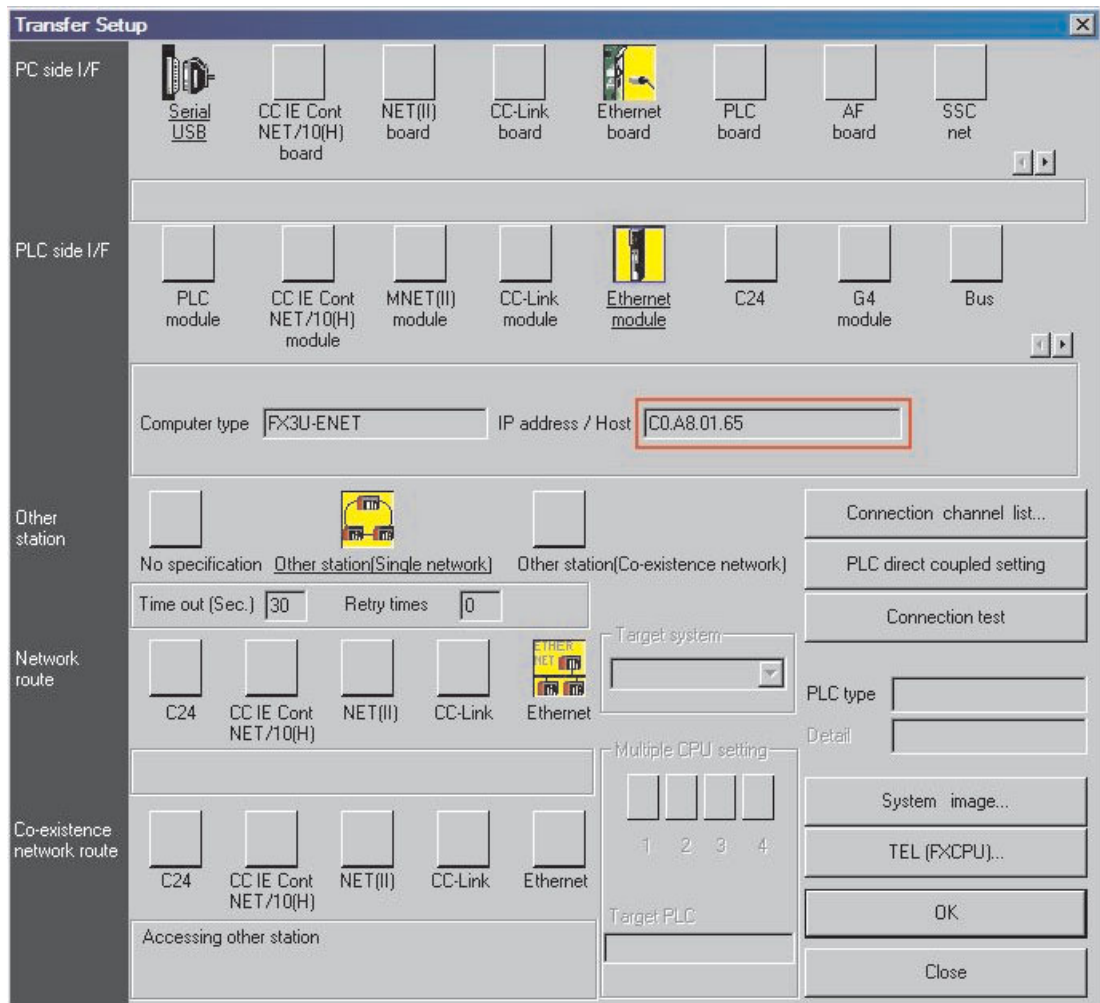 Transfer Setup
PC side I/F
Serial
USB
CC IE Cont
NET/10(H)
board
NET(II)
board
CC-Link
board
Ethernet
board
PLC
board
AF
board
SSC
net
PLC side I/F
PLC
module
CC IE Cont
NET/10(H)
module
MNET(II)
module
CC-Link
module
Ethernet
module
C24
G4
module
Bus
Computer type FX3U-ENET IP address / Host C0.A8.01.65
Other
station
No specification Other station(Single network) Other station(Co-existence network)
Time out (Sec.) 30 Retry times 0
Connection channel list...
PLC direct coupled setting
Connection test
Network
route
C24
CC IE Cont
NET/10(H)
NET(II)
CC-Link
ETHER
NET
Ethernet
Target system
PLC type
Detail
Multiple CPU setting
1 2 3 4
Target PLC
System image...
TEL (FXCPU)...
OK
Close
Co-existence
network route
C24
CC IE Cont
NET/10(H)
NET(II)
CC-Link
Ethernet
Accessing other station